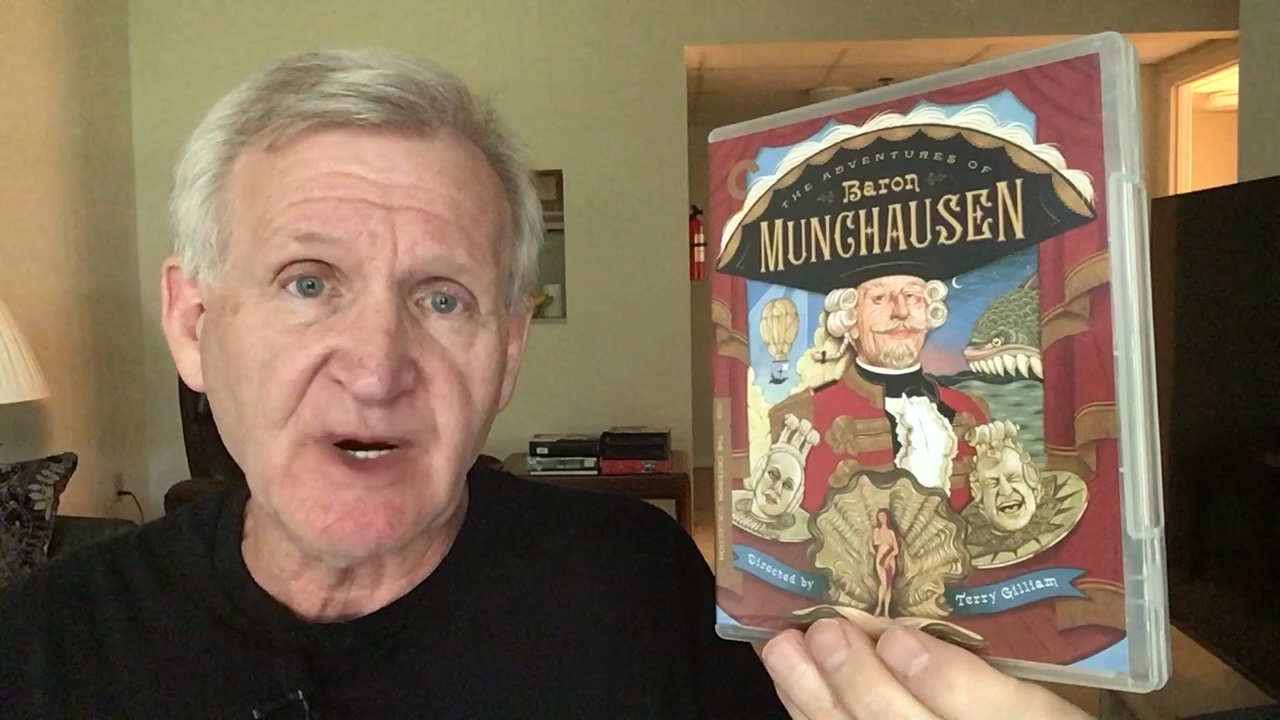 THE ADVENTURES OF
Baron
MUNCHAUSEN
Directed by
Terry Gilliam